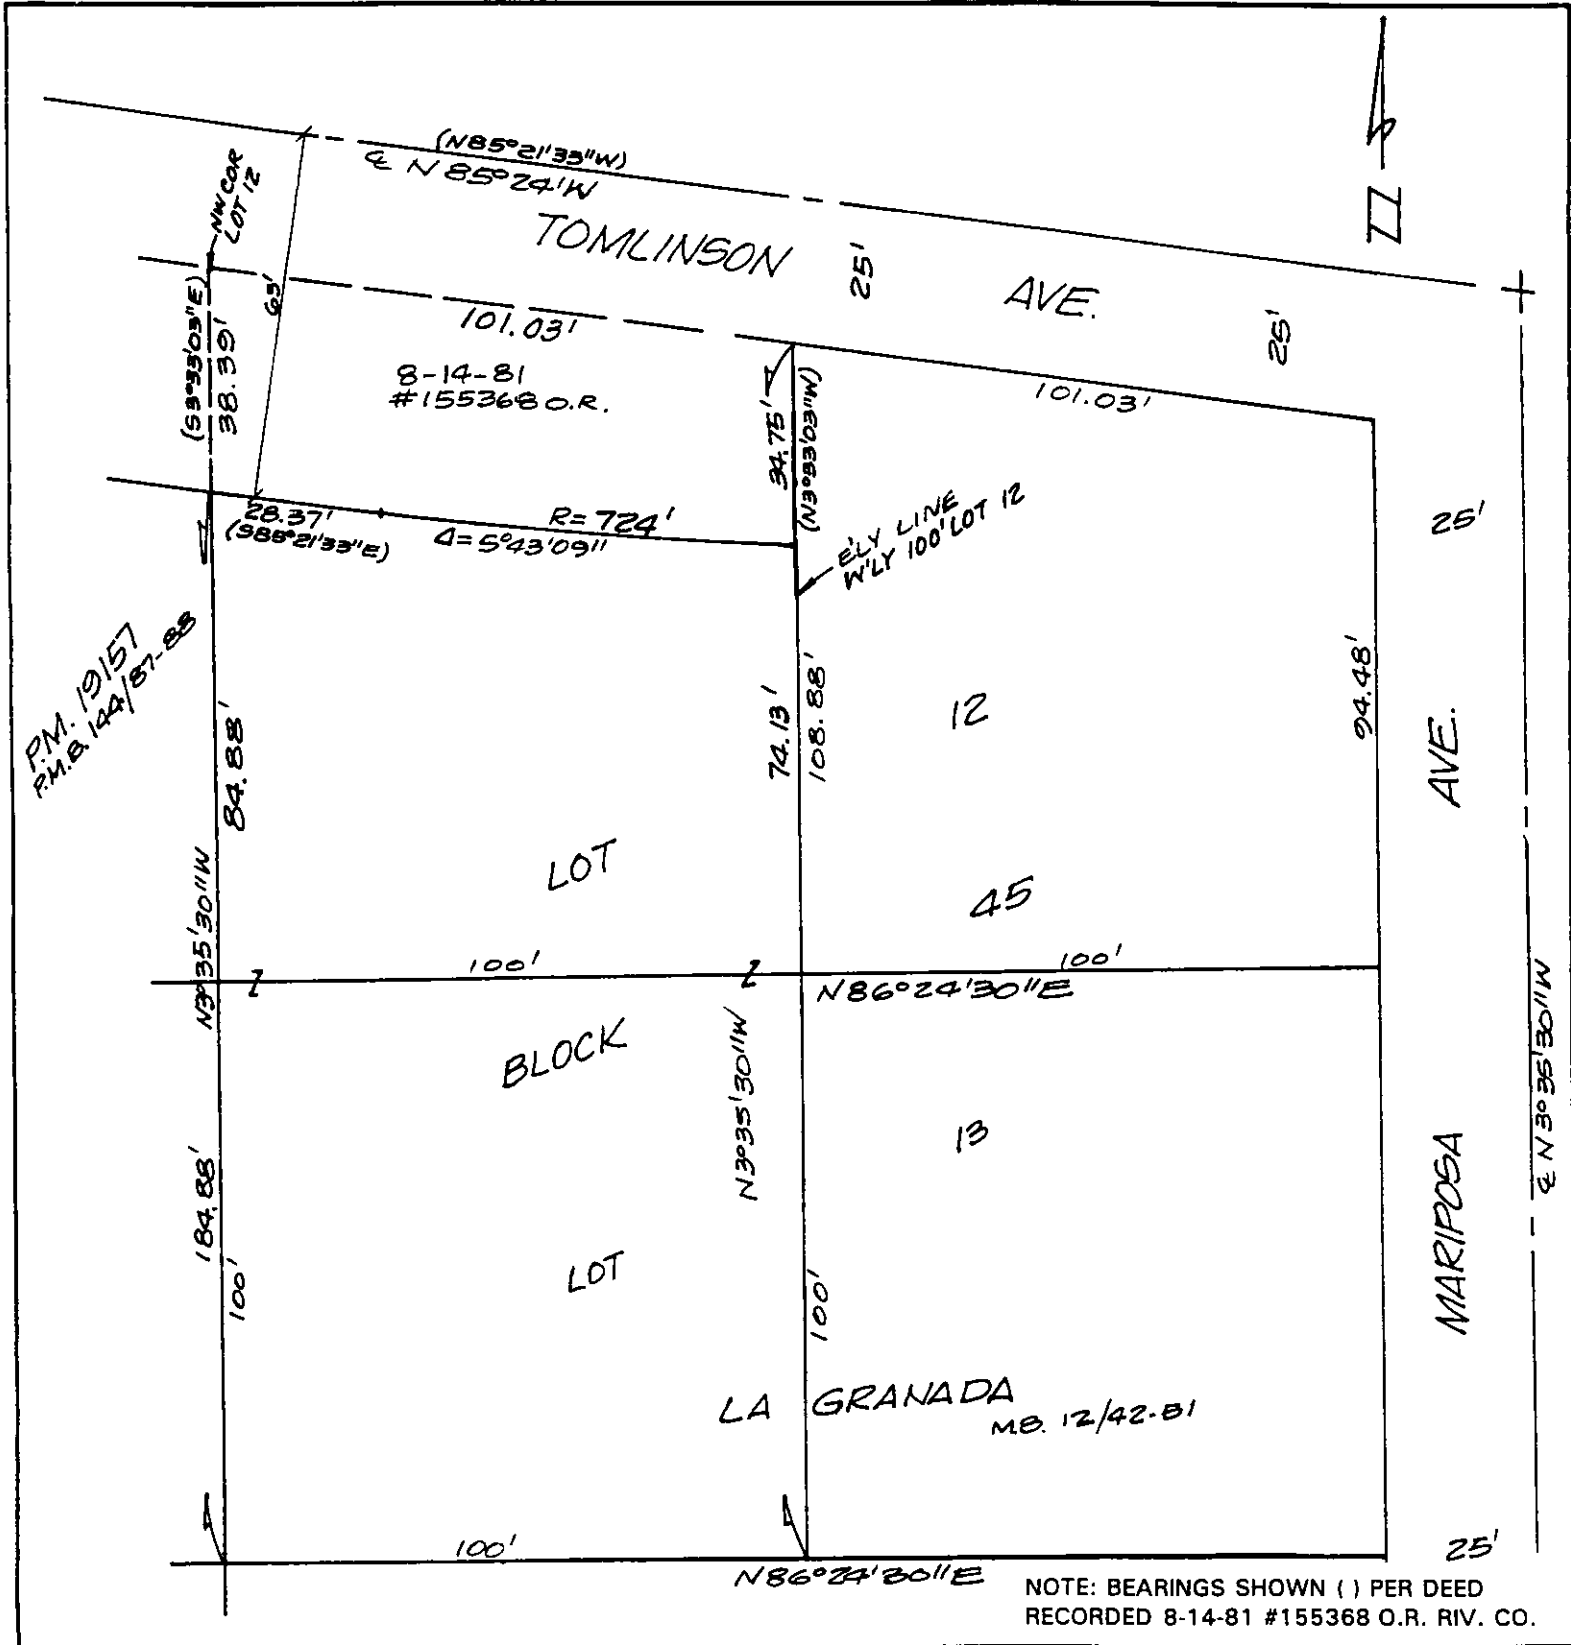 (N85°21'33"W)
℄ N 85°24'W
NW COR
LOT 12
TOMLINSON AVE.
25'
25'
63'
(S3°33'03"E)
38.39'
101.03'
8-14-81
#155368 O.R.
34.75'
(N3°33'03"W)
101.03'
28.37'
(S85°21'33"E)
R=724'
Δ=5°43'09"
E'LY LINE
W'LY 100' LOT 12
25'
P.M. 19157
P.M.B. 144/87-88
84.88'
74.13'
108.88'
12
94.48'
AVE.
LOT
45
N3°35'30"W
100'
100'
N86°24'30"E
BLOCK
N3°35'30"W
13
℄ N3°35'30"W
184.88'
100'
LOT
100'
MARIPOSA
LA GRANADA
M.B. 12/42-51
100'
N86°24'30"E
25'
NOTE: BEARINGS SHOWN ( ) PER DEED
RECORDED 8-14-81 #155368 O.R. RIV. CO.